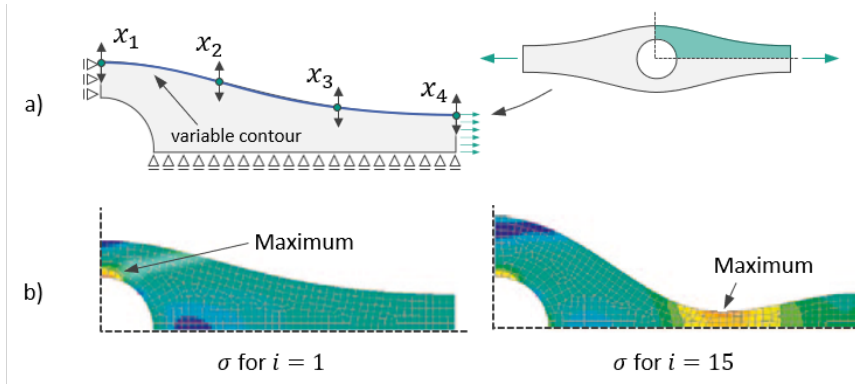 x₁
x₂
x₃
x₄
a)
variable contour
b)
Maximum
Maximum
σ for i = 1
σ for i = 15